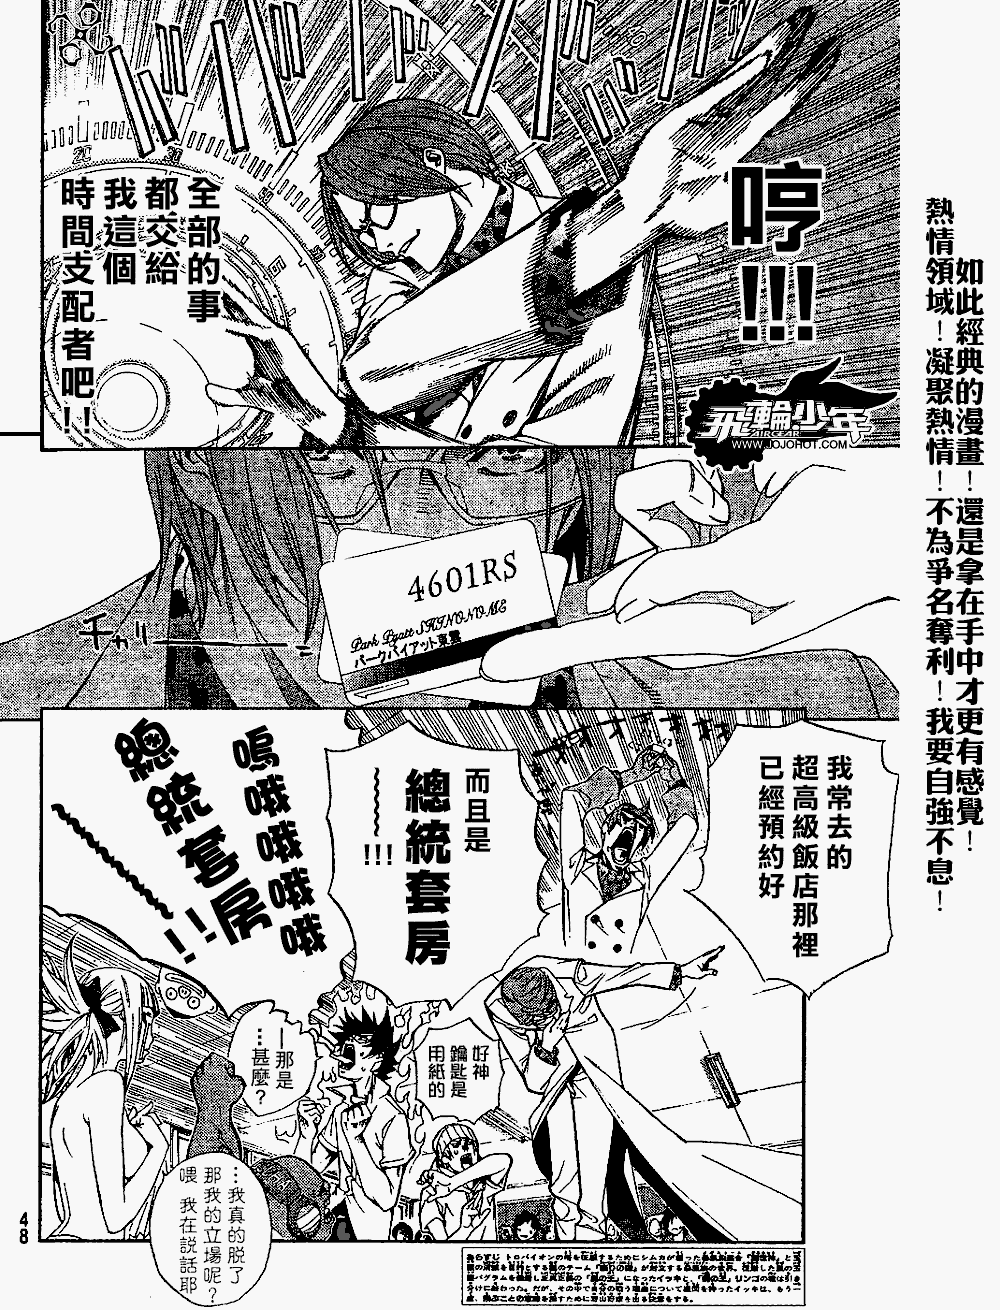 如此經典的漫畫！還是拿在手中才更有感覺！
熱情領域！凝聚熱情！不為爭名奪利！我要自強不息！
哼!!!
全部的事
都交給
我這個
時間支配者吧!!
飛輪少年
WWW.JOJOHOT.COM
4601RS
Park Pyatt SHINONOME
パークパイアット東雲
チャリ
我常去的
超高級飯店那裡
已經預約好
而且是
總統套房
～～～!!!
嗚哦哦哦哦
總統套房
～～～!!!
好神
鑰匙是
用紙的
—那是
…甚麼？
…我真的脫了
那我的立場呢？
喂 我在說話耶
48